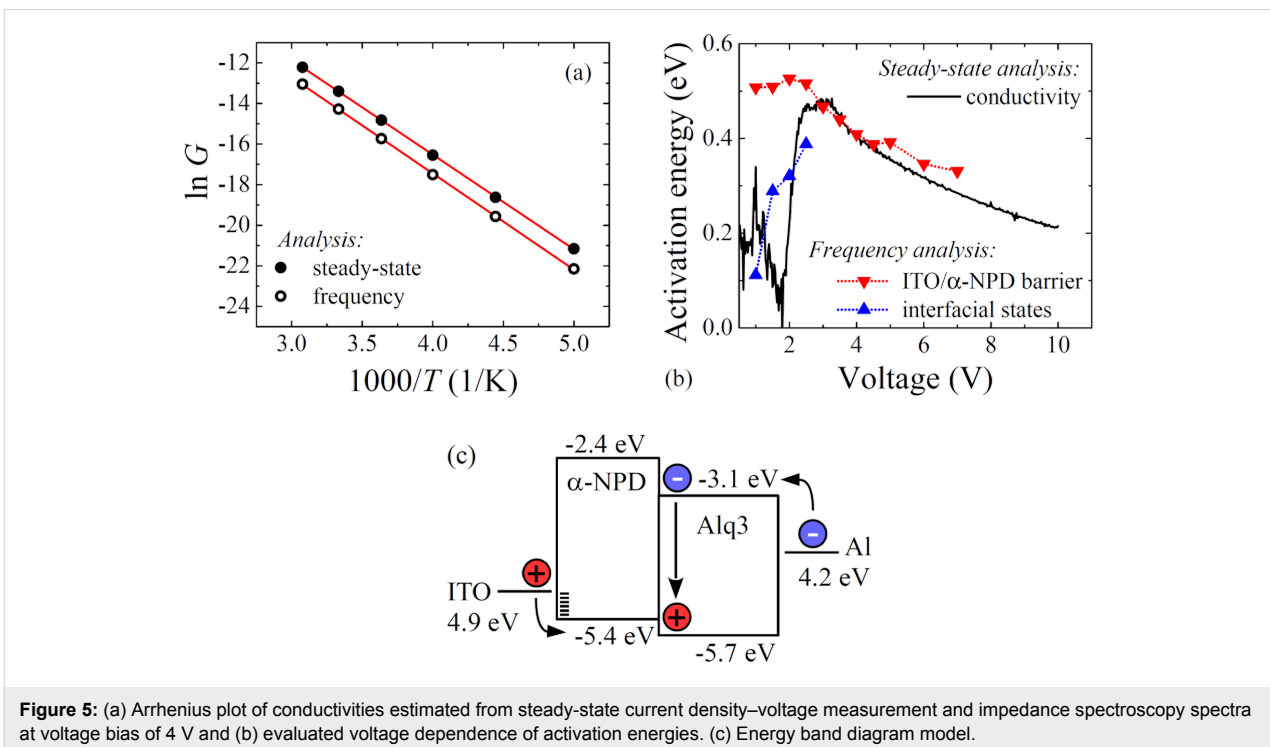 (a)
-12
-14
-16
-18
-20
-22
-24
ln G
Analysis:
steady-state
frequency
3.0 3.5 4.0 4.5 5.0
1000/T (1/K)
0.6
0.4
0.2
0.0
Activation energy (eV)
Steady-state analysis:
conductivity
Frequency analysis:
ITO/α-NPD barrier
interfacial states
2 4 6 8 10
(b)
Voltage (V)
(c)
-2.4 eV
α-NPD
-3.1 eV
Alq3
Al
4.2 eV
ITO
4.9 eV
-5.4 eV
-5.7 eV
- 
-
+
+
Figure 5: (a) Arrhenius plot of conductivities estimated from steady-state current density–voltage measurement and impedance spectroscopy spectra
at voltage bias of 4 V and (b) evaluated voltage dependence of activation energies. (c) Energy band diagram model.